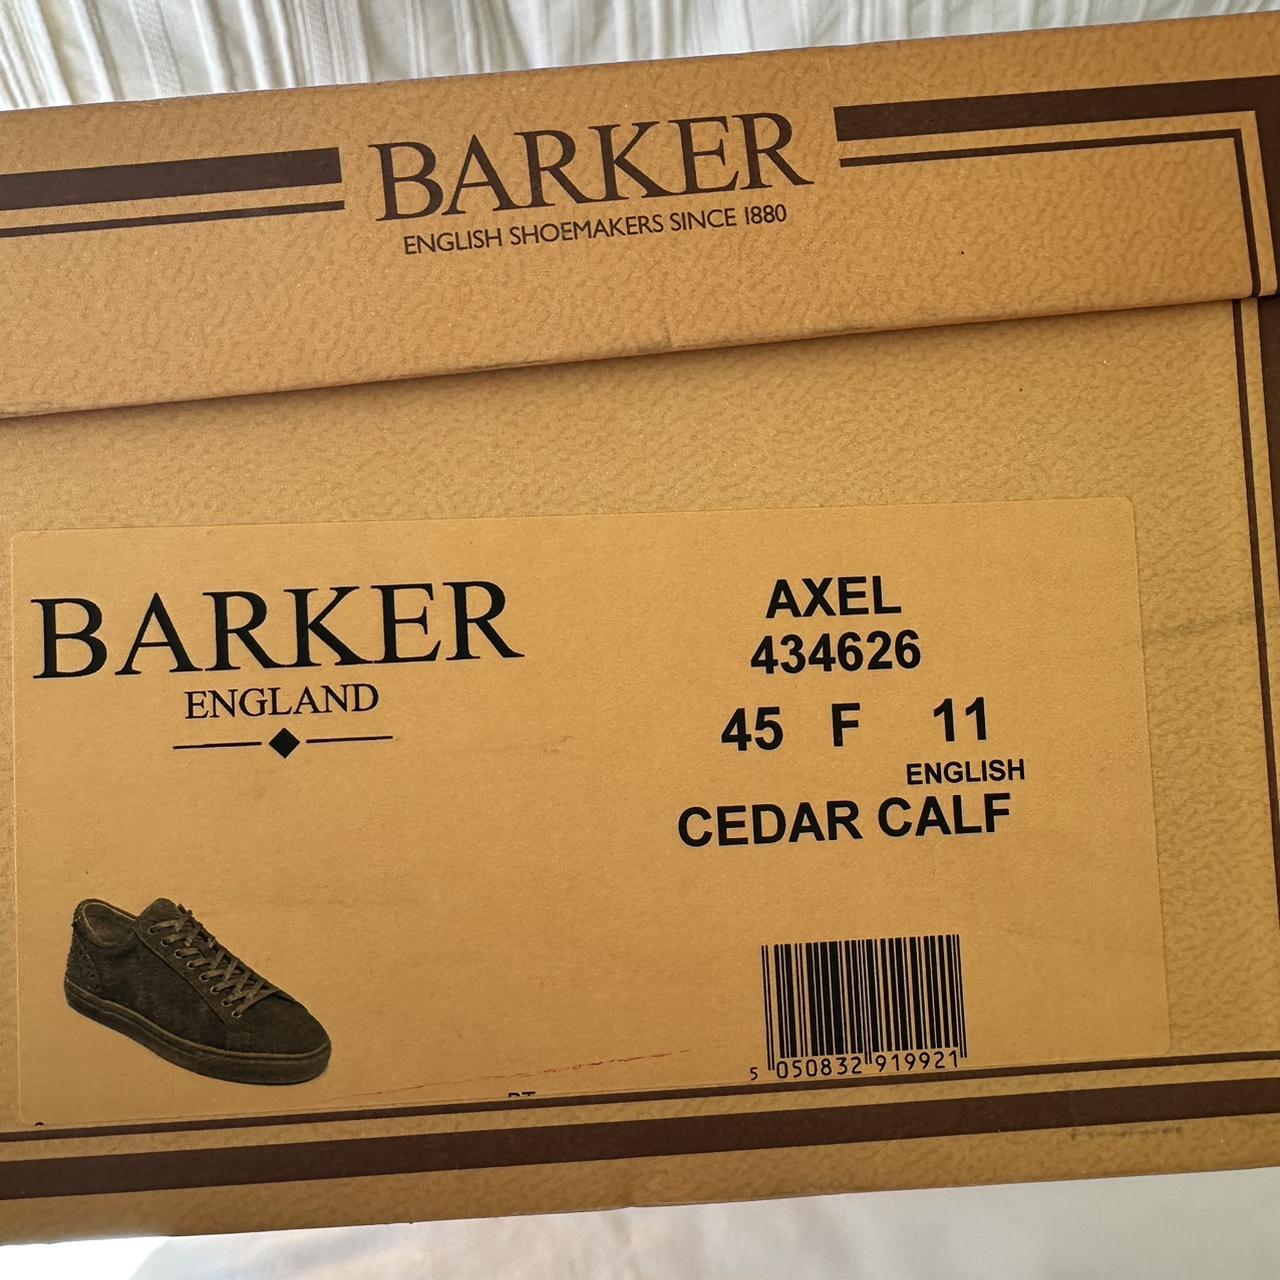 BARKER
ENGLISH SHOEMAKERS SINCE 1880
BARKER
ENGLAND
AXEL
434626
45 F 11
ENGLISH
CEDAR CALF
5 050832 919921